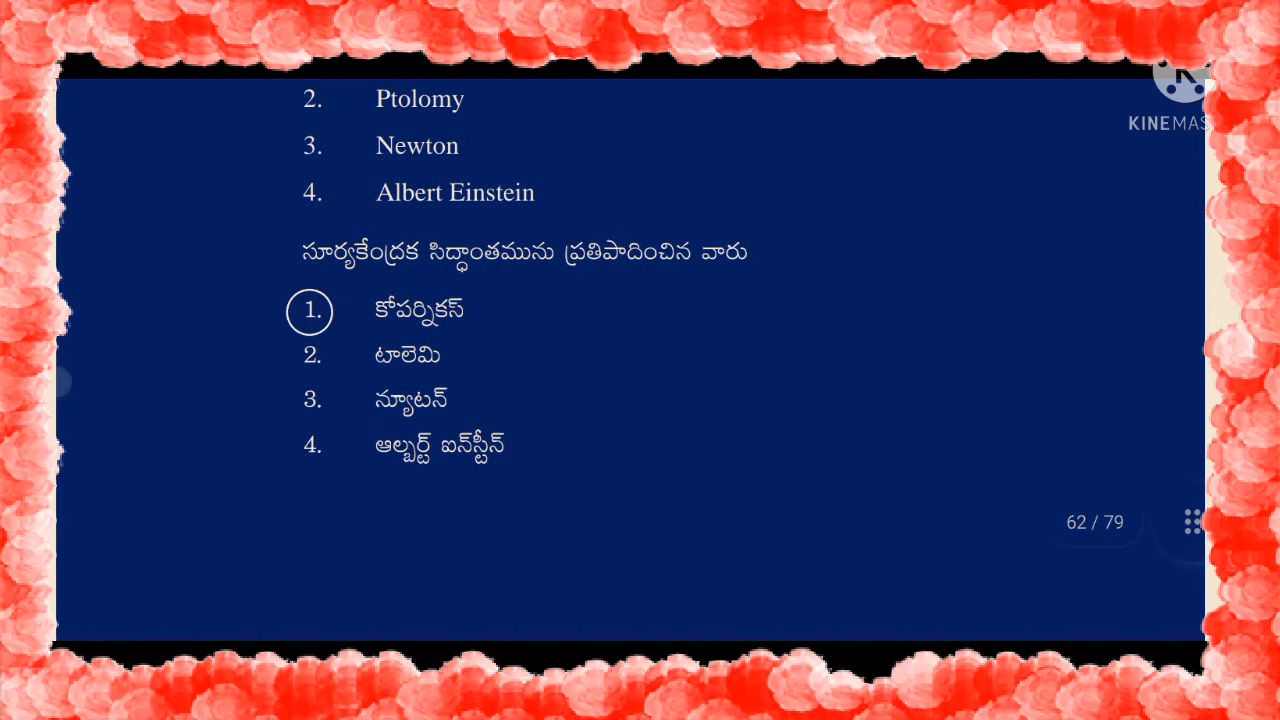 KINEMAS
2. Ptolomy
3. Newton
4. Albert Einstein
సూర్యకేంద్రక సిద్ధాంతమును ప్రతిపాదించిన వారు
1. కోపర్నికస్
2. టాలెమి
3. న్యూటన్
4. ఆల్బర్ట్ ఐన్‌స్టీన్
62 / 79